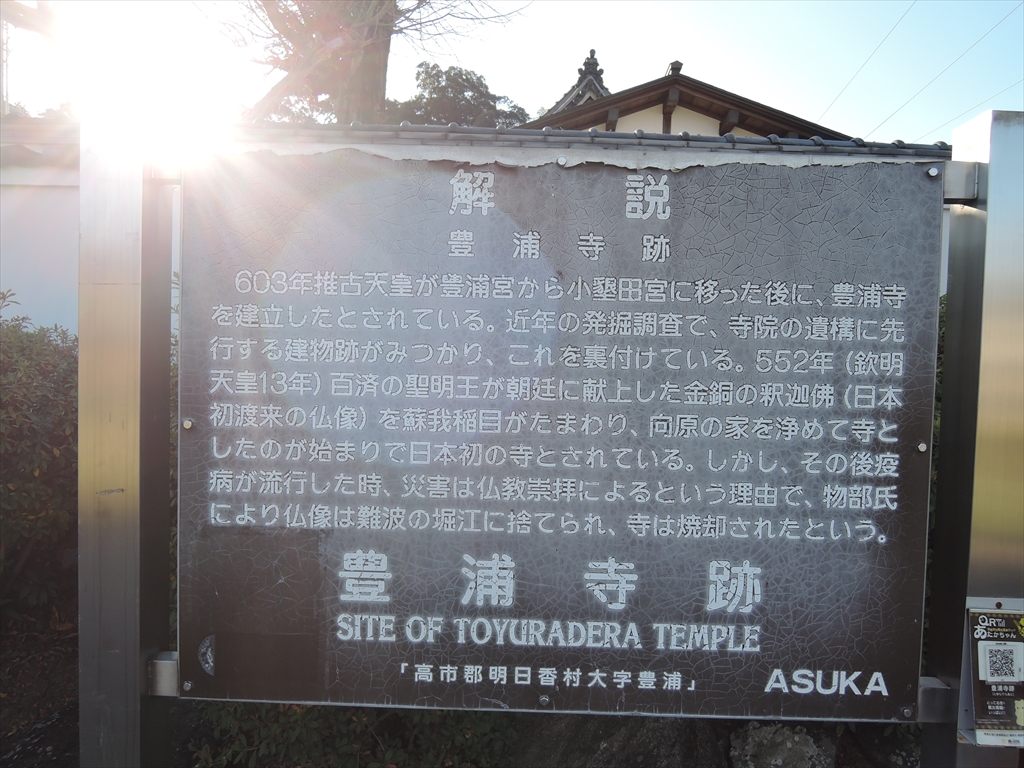 解説
豊浦寺跡
603年推古天皇が豊浦宮から小墾田宮に移った後に、豊浦寺
を建立したとされている。近年の発掘調査で、寺院の遺構に先
行する建物跡がみつかり、これを裏付けている。552年（欽明
天皇13年）百済の聖明王が朝廷に献上した金銅の釈迦佛（日本
初渡来の仏像）を蘇我稲目がたまわり、向原の家を浄めて寺と
したのが始まりで日本初の寺とされている。しかし、その後疫
病が流行した時、災害は仏教崇拝によるという理由で、物部氏
により仏像は難波の堀江に捨てられ、寺は焼却されたという。
豊浦寺跡
SITE OF TOYURADERA TEMPLE
「高市郡明日香村大字豊浦」
ASUKA
豊浦寺跡